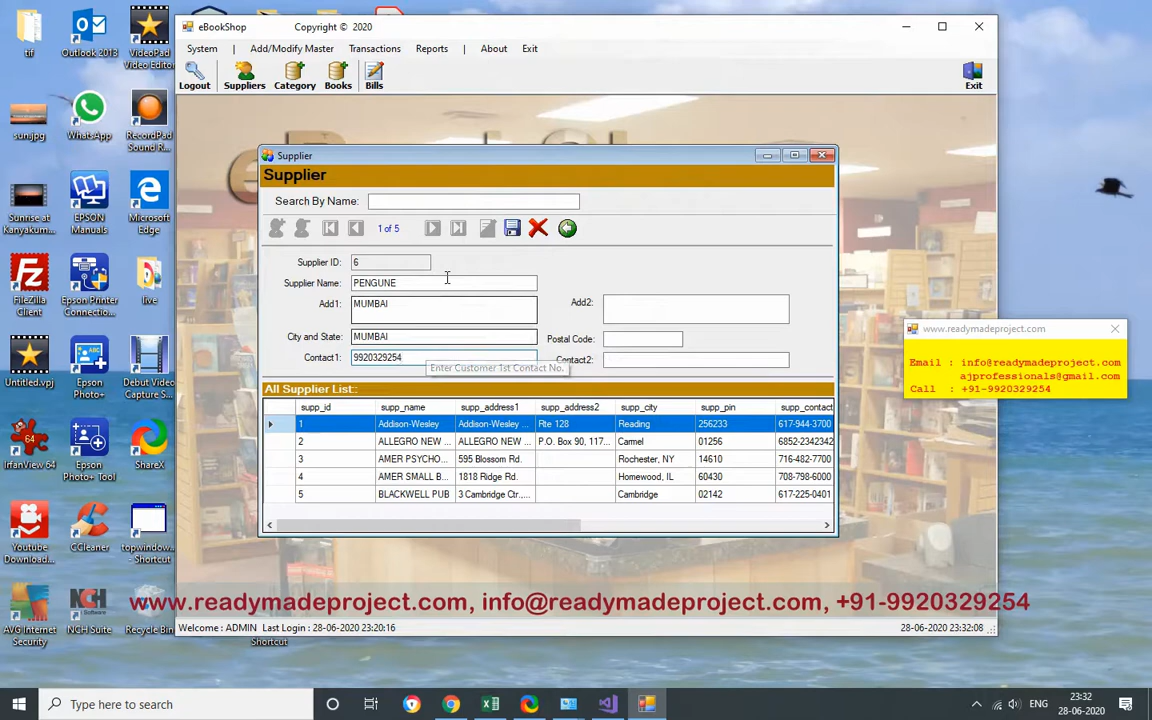 tif
Outlook 2013
VideoPad
Video Editor
sun.jpg
WhatsApp
RecordPad
Sound R...
Sunrise at
Kanyakum...
EPSON
Manuals
Microsoft
Edge
FileZilla
Client
Epson Printer
Connectio...
live
Untitled.vpj
Epson
Photo+
Debut Video
Capture S...
IrfanView 64
Epson
Photo+ Tool
ShareX
Youtube
Download...
CCleaner
topwindow...
- Shortcut
AVG Internet
Security
NCH Suite
Recycle Bin
Shortcut
eBookShop
Copyright © 2020
System
Add/Modify Master
Transactions
Reports
About
Exit
Logout
Suppliers
Category
Books
Bills
Exit
Supplier
Supplier
Search By Name:
1 of 5
Supplier ID:
6
Supplier Name:
PENGUNE
Add1:
MUMBAI
Add2:
City and State:
MUMBAI
Postal Code:
Contact1:
9920329254
Contact2:
Enter Customer 1st Contact No.
All Supplier List::
supp_id supp_name supp_address1 supp_address2 supp_city supp_pin supp_contact
1 Addison-Wesley Addison-Wesley ... Rte 128 Reading 256233 617-944-3700
2 ALLEGRO NEW ... ALLEGRO NEW ... P.O. Box 90, 117... Carmel 01256 6852-2342342
3 AMER PSYCHO... 595 Blossom Rd. Rochester, NY 14610 716-482-7700
4 AMER SMALL B... 1818 Ridge Rd. Homewood, IL 60430 708-798-6000
5 BLACKWELL PUB 3 Cambridge Ctr.,... Cambridge 02142 617-225-0401
www.readymadeproject.com
Email : info@readymadeproject.com
ajprofessionals@gmail.com
Call : +91-9920329254
www.readymadeproject.com, info@readymadeproject.com, +91-9920329254
Welcome : ADMIN Last Login : 28-06-2020 23:20:16
28-06-2020 23:32:08
Type here to search
ENG
23:32
28-06-2020